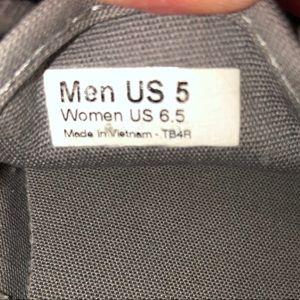 Men US 5
Women US 6.5
Made in Vietnam - TB4R